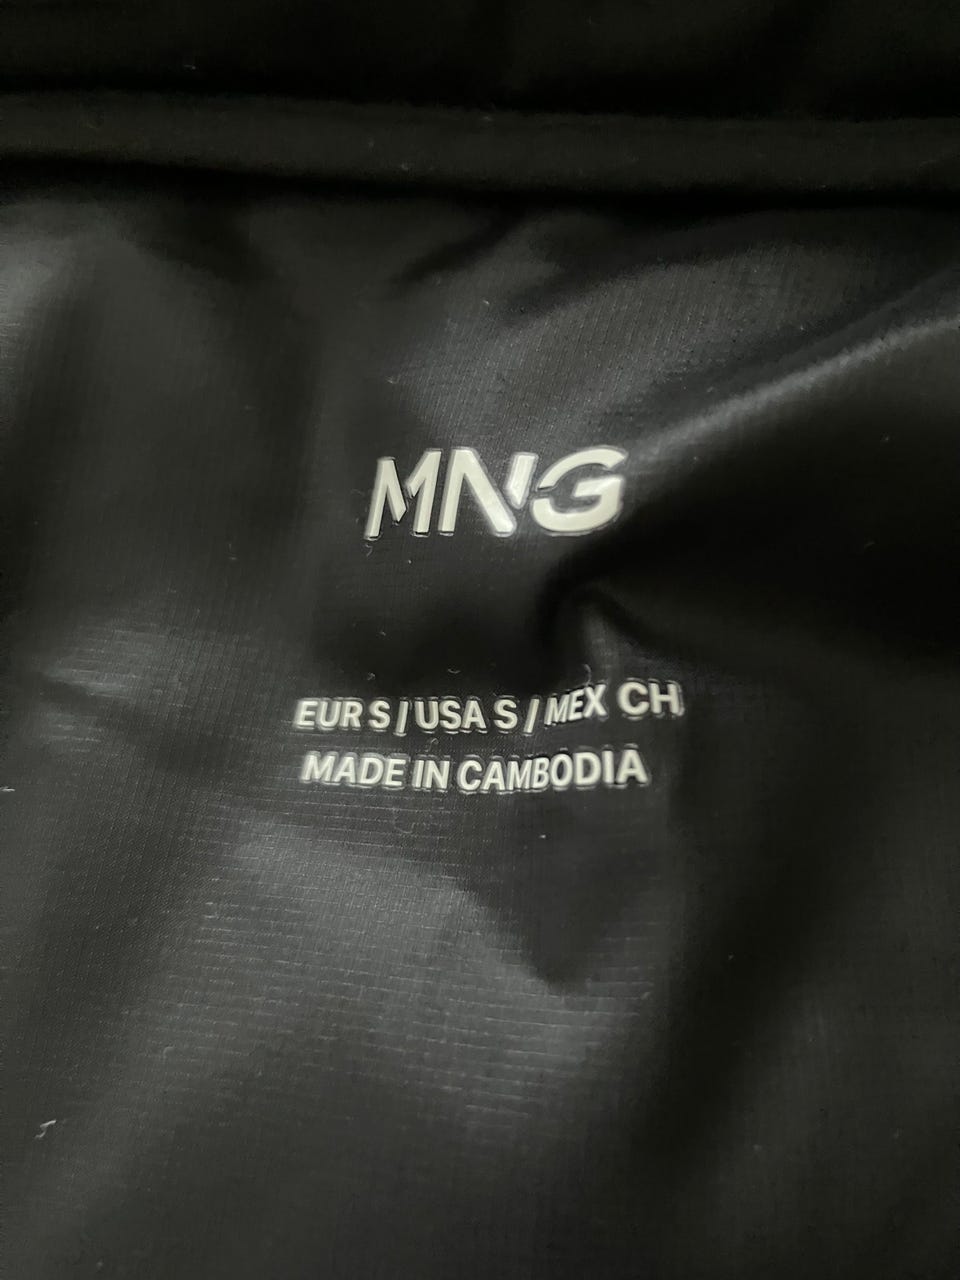 MNG
EUR S / USA S / MEX CH
MADE IN CAMBODIA